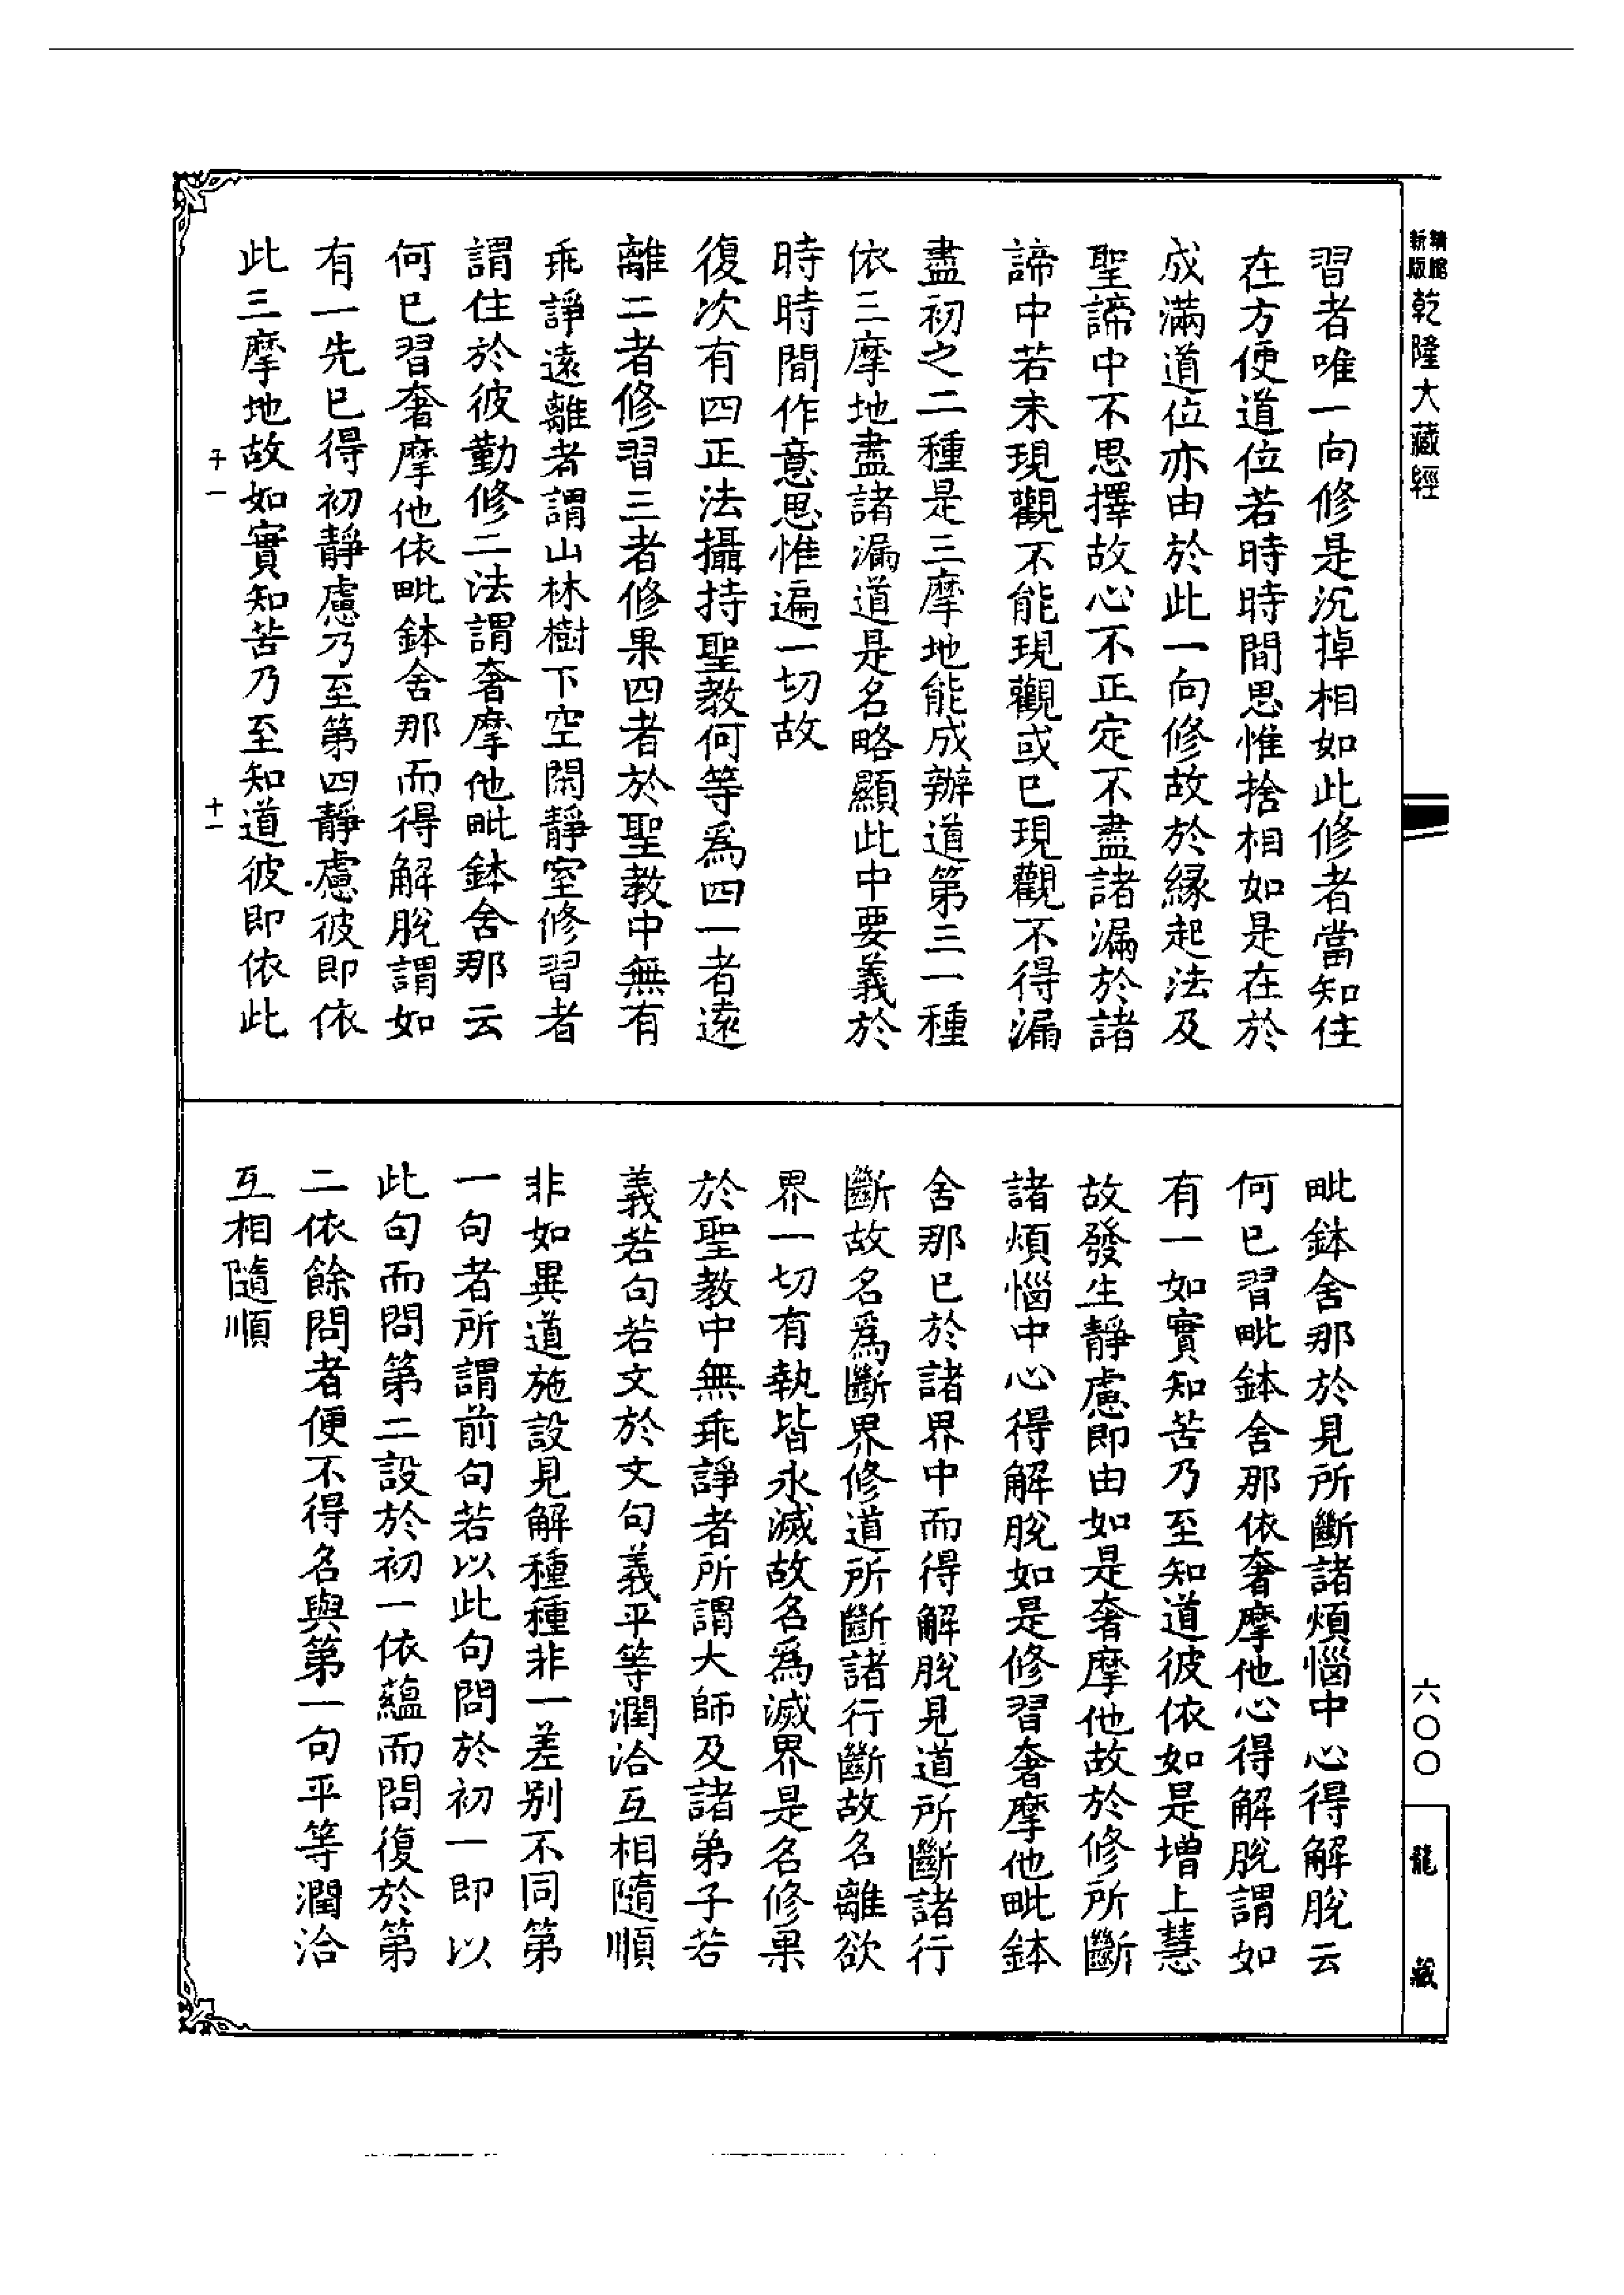 精縮
新版
乾隆大藏經
習者唯一向修是沉掉相如此修者當知住
在方便道位若時時間思惟捨相如是在於
成滿道位亦由於此一向修故於緣起法及
聖諦中不思擇故心不正定不盡諸漏於諸
諦中若未現觀不能現觀或已現觀不得漏
盡初之二種是三摩地能成辦道第三一種
依三摩地盡諸漏道是名略顯此中要義於
時時間作意思惟遍一切故
復次有四正法攝持聖教何等為四一者遠
離二者修習三者修果四者於聖教中無有
乖諍遠離者謂山林樹下空閑靜室修習者
謂住於彼勤修二法謂奢摩他毗鉢舍那云
何已習奢摩他依毗鉢舍那而得解脫謂如
有一先已得初靜慮乃至第四靜慮彼即依
此三摩地故如實知苦乃至知道彼即依此
十一
毗鉢舍那於見所斷諸煩惱中心得解脫云
何已習毗鉢舍那依奢摩他心得解脫謂如
有一如實知苦乃至知道彼依如是增上慧
故發生靜慮即由如是奢摩他故於修所斷
諸煩惱中心得解脫如是修習奢摩他毗鉢
舍那已於諸界中而得解脫見道所斷諸行
斷故名為斷界修道所斷諸行斷故名離欲
界一切有執皆永滅故名為滅界是名修果
於聖教中無乖諍者所謂大師及諸弟子若
義若句若文於文句義平等潤洽互相隨順
非如異道施設見解種種非一差別不同第
一句者所謂前句若以此句問於初一即以
此句而問第二設於初一依蘊而問復於第
二依餘問者便不得名與第一句平等潤洽
互相隨順
六〇〇
龍藏